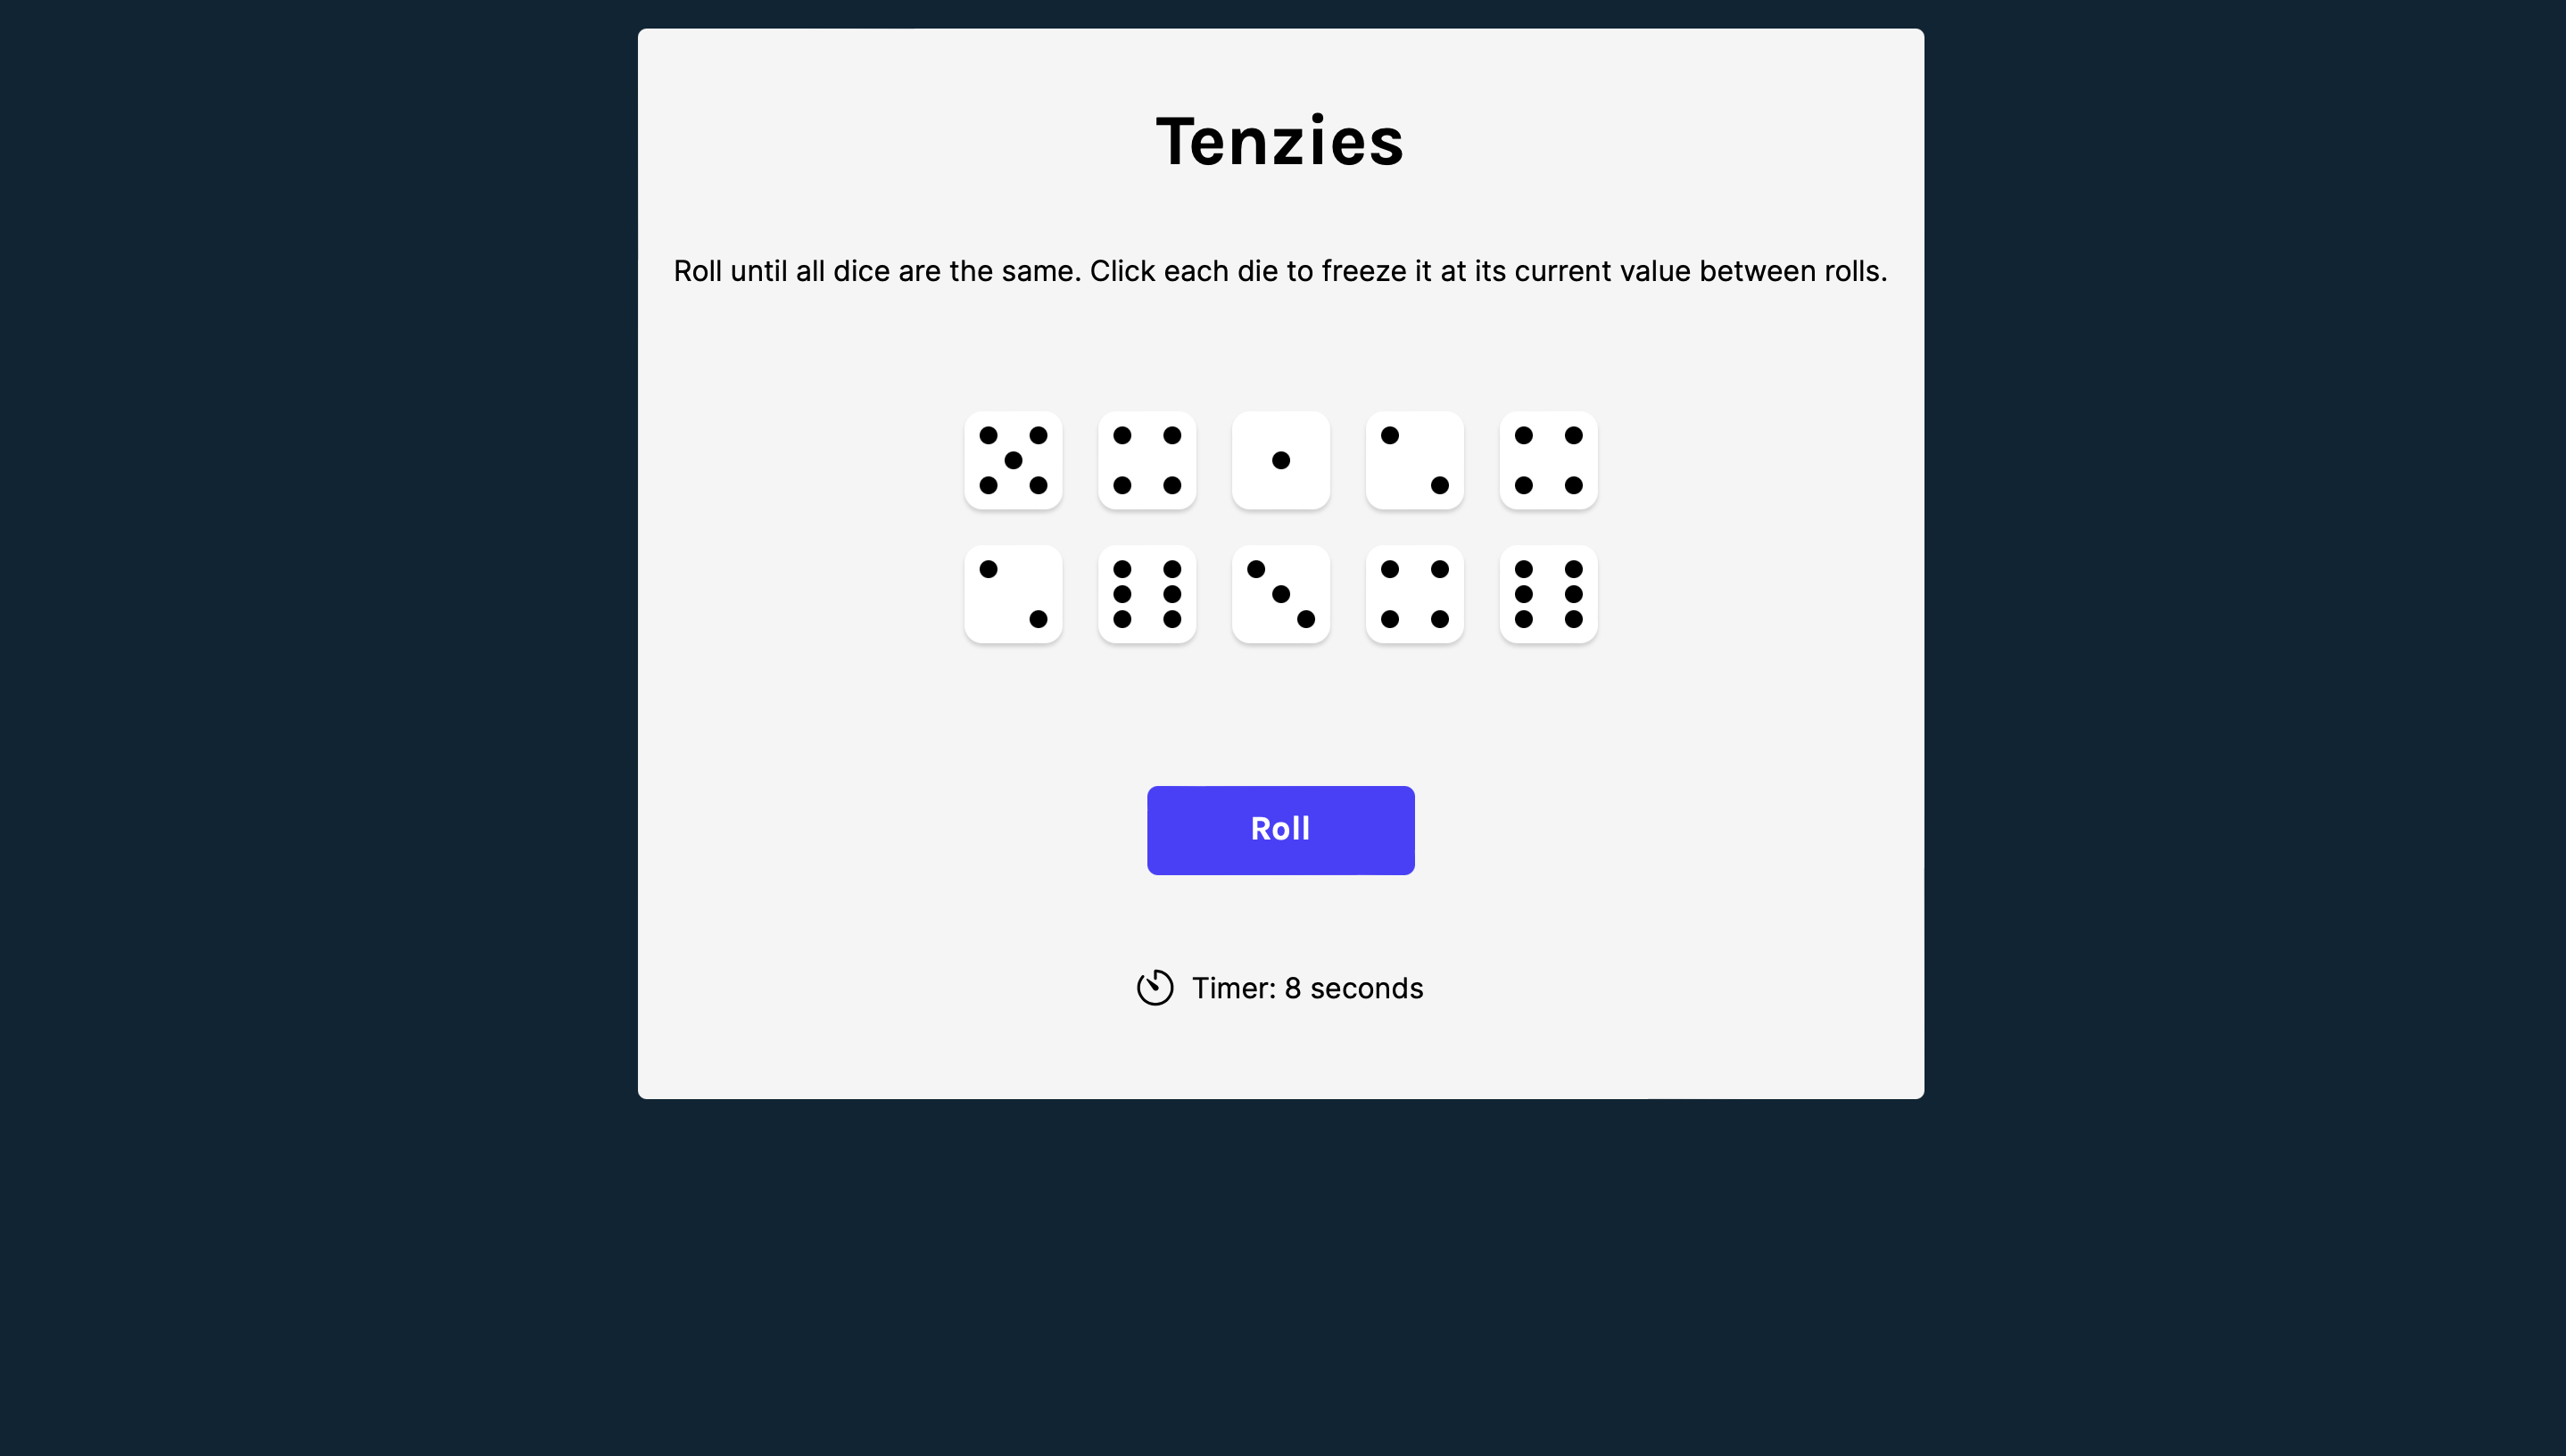 Tenzies
Roll until all dice are the same. Click each die to freeze it at its current value between rolls.
Roll
Timer: 8 seconds